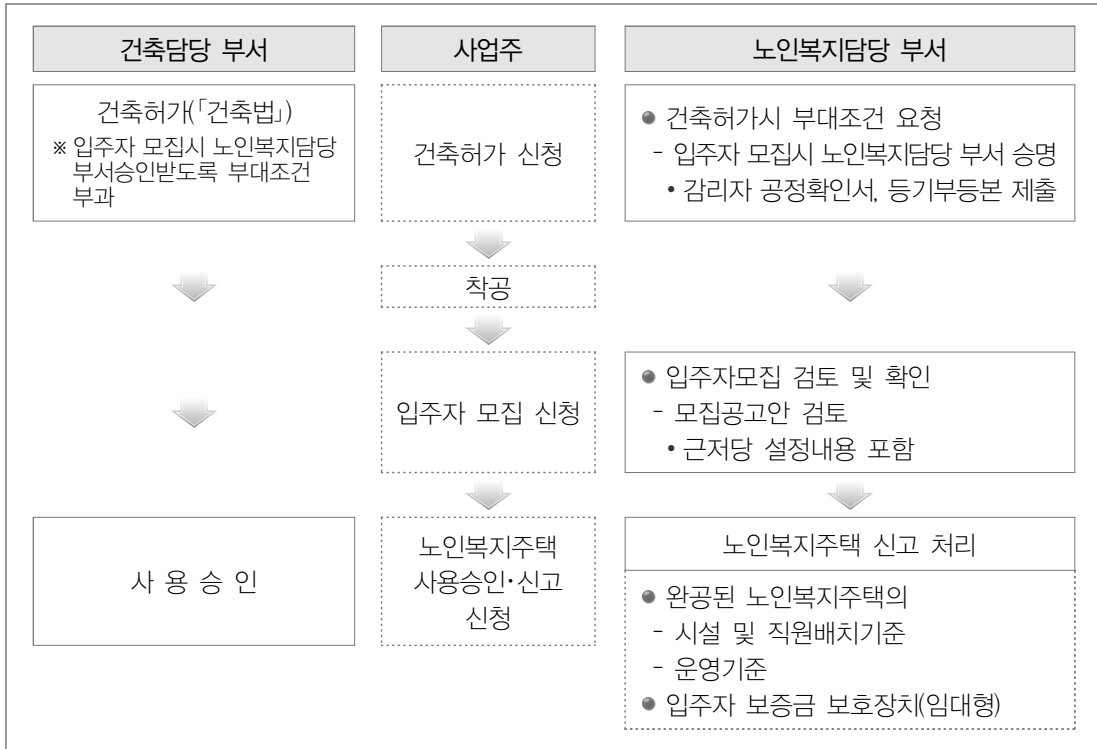 건축담당 부서
사업주
노인복지담당 부서
건축허가(「건축법」)
※ 입주자 모집시 노인복지담당
부서승인받도록 부대조건
부과
건축허가 신청
● 건축허가시 부대조건 요청
- 입주자 모집시 노인복지담당 부서 승명
• 감리자 공정확인서, 등기부등본 제출
착공
입주자 모집 신청
● 입주자모집 검토 및 확인
- 모집공고안 검토
• 근저당 설정내용 포함
사 용 승 인
노인복지주택
사용승인·신고
신청
노인복지주택 신고 처리
● 완공된 노인복지주택의
- 시설 및 직원배치기준
- 운영기준
● 입주자 보증금 보호장치(임대형)